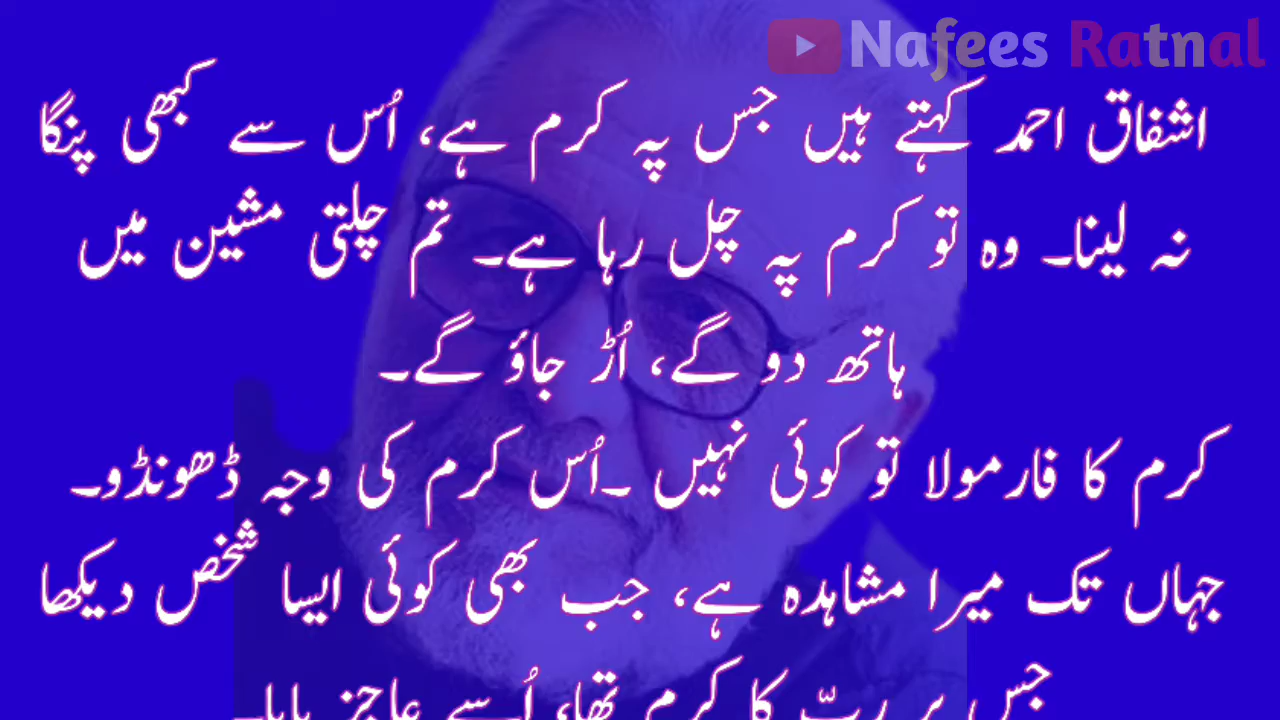 Nafees Ratnal
اشفاق احمد کہتے ہیں جس پہ کرم ہے، اُس سے کبھی پنگا
نہ لینا۔ وہ تو کرم پہ چل رہا ہے۔ تم چلتی مشین میں
ہاتھ دو گے، اُڑ جاؤ گے۔
کرم کا فارمولا تو کوئی نہیں ۔اُس کرم کی وجہ ڈھونڈو۔
جہاں تک میرا مشاہدہ ہے، جب بھی کوئی ایسا شخص دیکھا
جس پر ربّ کا کرم تھا، اُسے عاجز پایا۔